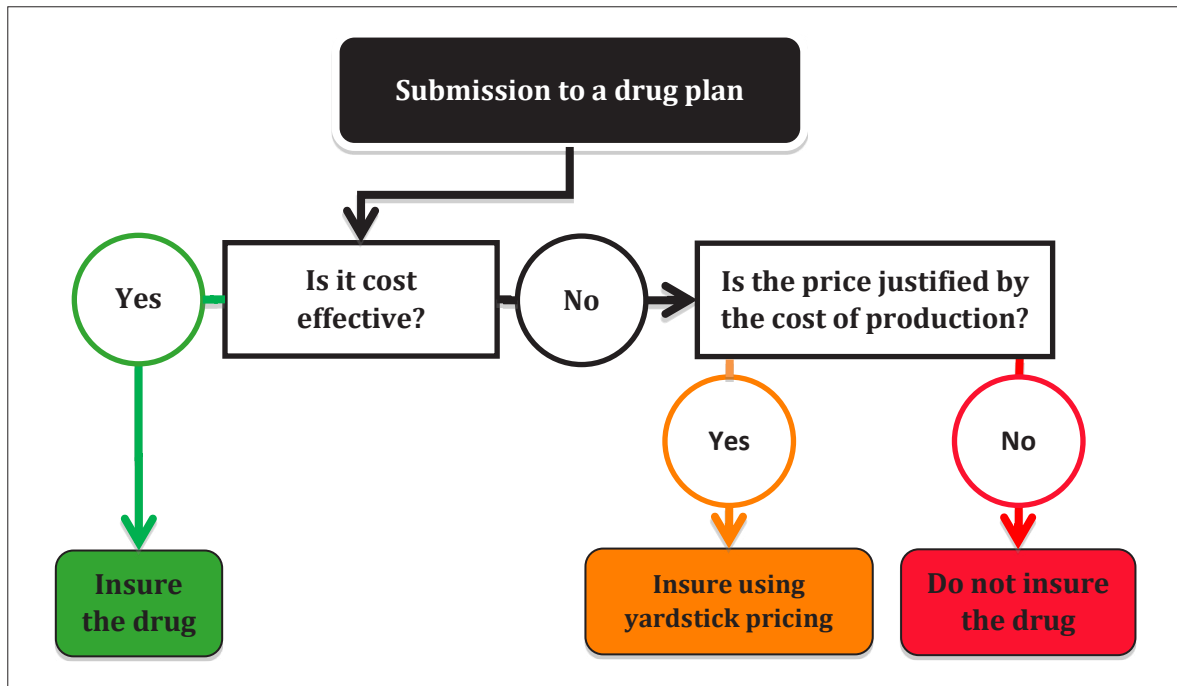 Submission to a drug plan
Yes
Is it cost
effective?
No
Is the price justified by
the cost of production?
Yes
No
Insure
the drug
Insure using
yardstick pricing
Do not insure
the drug